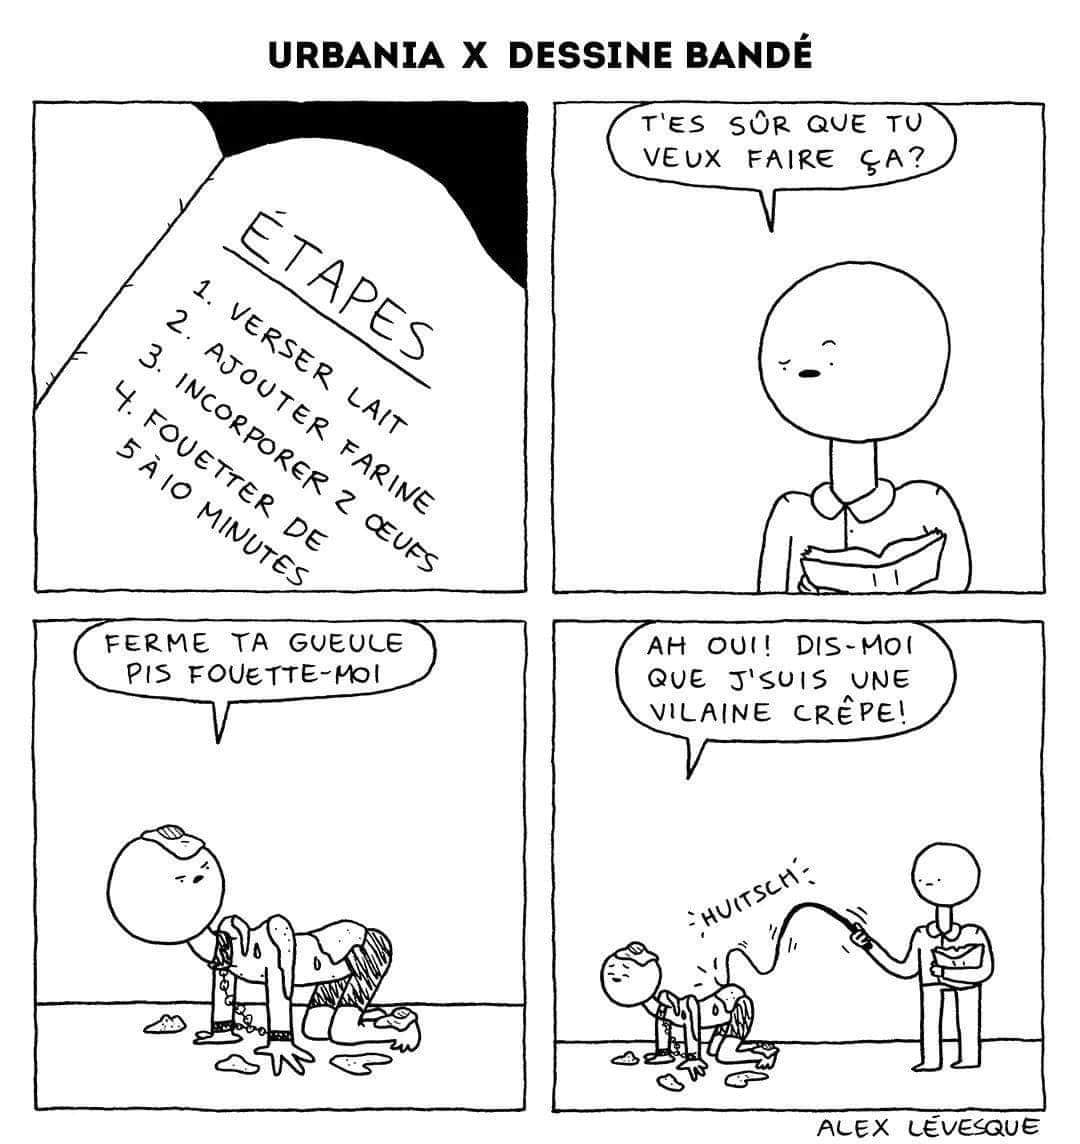 URBANIA X DESSINE BANDÉ
ÉTAPES
1. VERSER LAIT
2. AJOUTER FARINE
3. INCORPORER 2 ŒUFS
4. FOUETTER DE
5 À 10 MINUTES
T'ES SÛR QUE TU
VEUX FAIRE ÇA?
FERME TA GUEULE
PIS FOUETTE-MOI
AH OUI! DIS-MOI
QUE J'SUIS UNE
VILAINE CRÊPE!
HUITSCH
ALEX LÉVESQUE